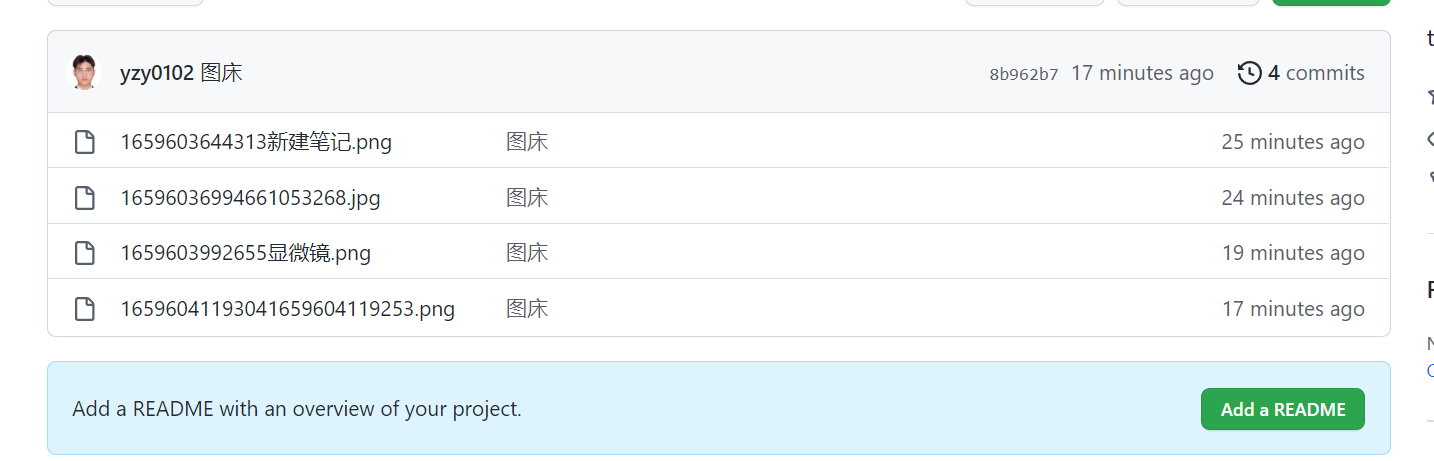 yzy0102 图床 8b962b7 17 minutes ago 4 commits
1659603644313新建笔记.png 图床 25 minutes ago
16596036994661053268.jpg 图床 24 minutes ago
1659603992655显微镜.png 图床 19 minutes ago
16596041193041659604119253.png 图床 17 minutes ago
Add a README with an overview of your project. Add a README